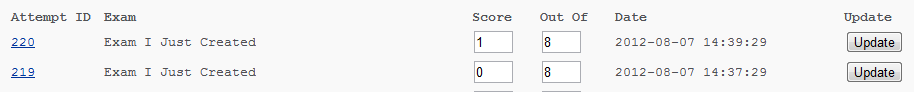 Attempt ID Exam Score Out Of Date Update
220 Exam I Just Created 1 8 2012-08-07 14:39:29 Update
219 Exam I Just Created 0 8 2012-08-07 14:37:29 Update